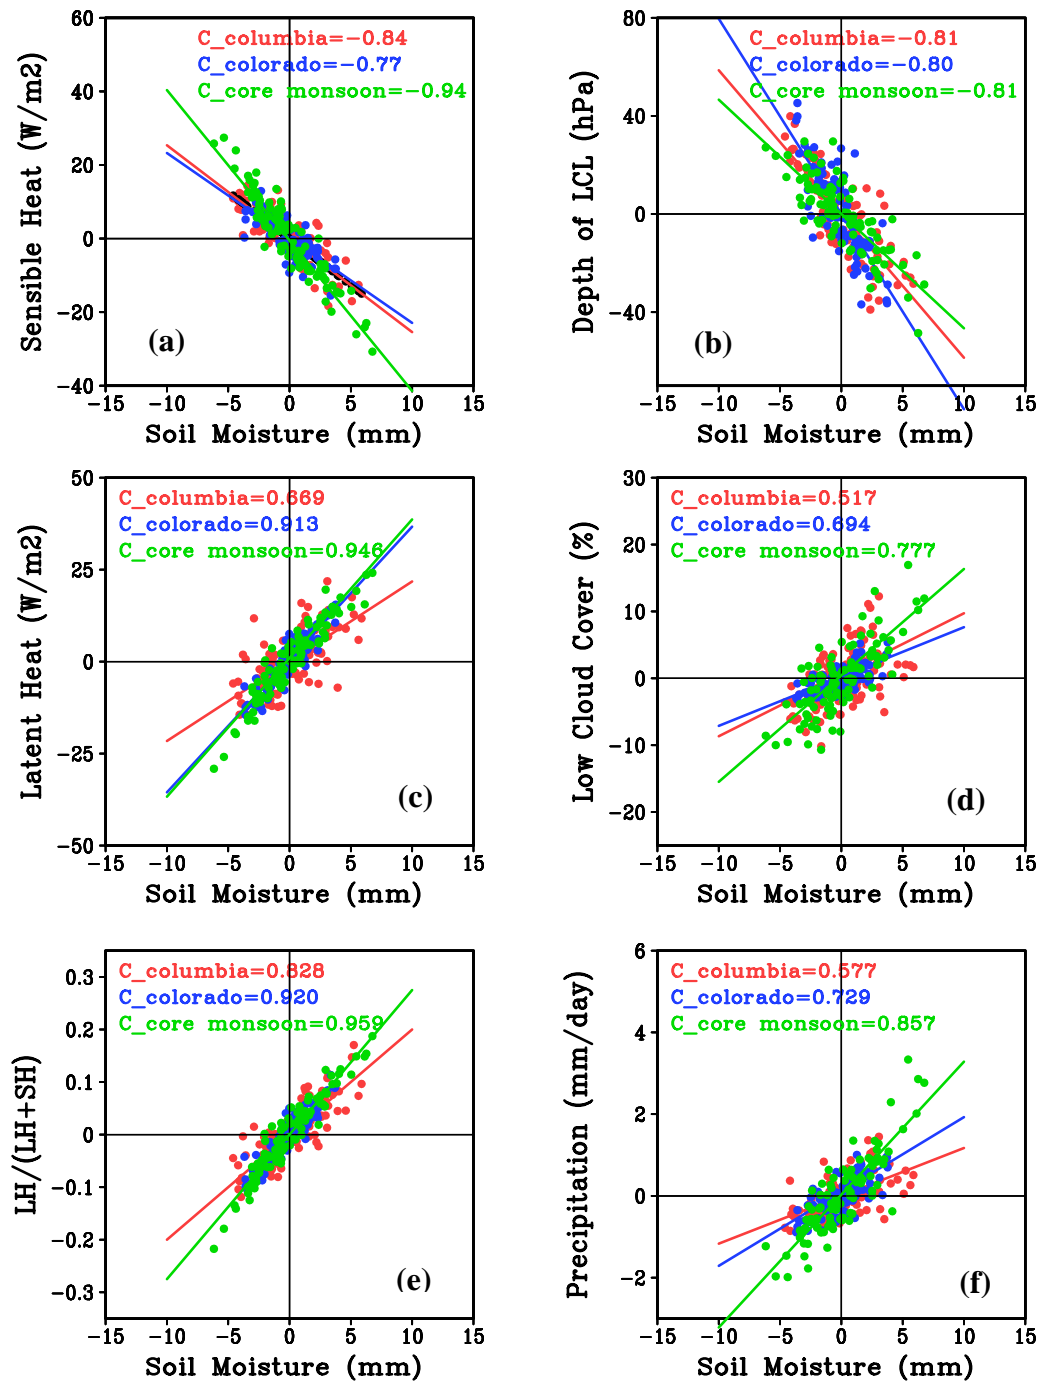 C_columbia=−0.84
C_colorado=−0.77
C_core monsoon=−0.94
Sensible Heat (W/m2)
60
40
20
0
−20
−40
(a)
−15 −10 −5 0 5 10 15
Soil Moisture (mm)
C_columbia=−0.81
C_colorado=−0.80
C_core monsoon=−0.81
Depth of LCL (hPa)
80
40
0
−40
(b)
−15 −10 −5 0 5 10 15
Soil Moisture (mm)
C_columbia=0.669
C_colorado=0.913
C_core monsoon=0.946
Latent Heat (W/m2)
50
25
0
−25
−50
(c)
−15 −10 −5 0 5 10 15
Soil Moisture (mm)
C_columbia=0.517
C_colorado=0.694
C_core monsoon=0.777
Low Cloud Cover (%)
30
20
10
0
−10
−20
(d)
−15 −10 −5 0 5 10 15
Soil Moisture (mm)
C_columbia=0.828
C_colorado=0.920
C_core monsoon=0.959
LH/(LH+SH)
0.3
0.2
0.1
0
−0.1
−0.2
−0.3
(e)
−15 −10 −5 0 5 10 15
Soil Moisture (mm)
C_columbia=0.577
C_colorado=0.729
C_core monsoon=0.857
Precipitation (mm/day)
6
4
2
0
−2
(f)
−15 −10 −5 0 5 10 15
Soil Moisture (mm)